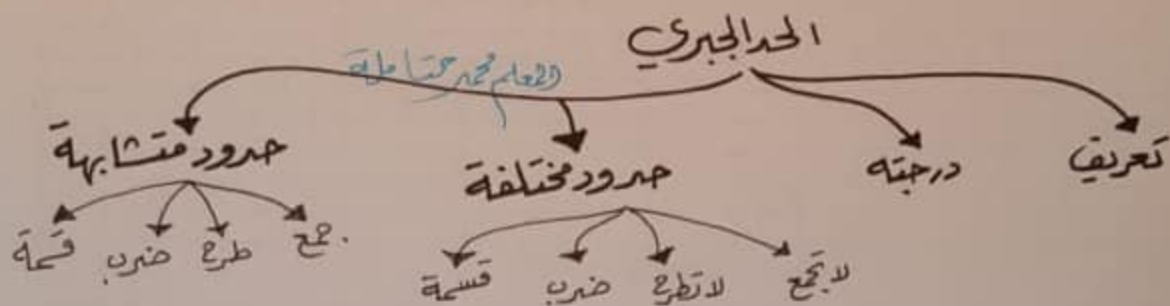 الحد الجبري
المعلم محمد حتاملة
تعريف درجته حدود مختلفة حدود متشابهة
لا تجمع لا تطرح ضرب قسمة جمع طرح ضرب قسمة